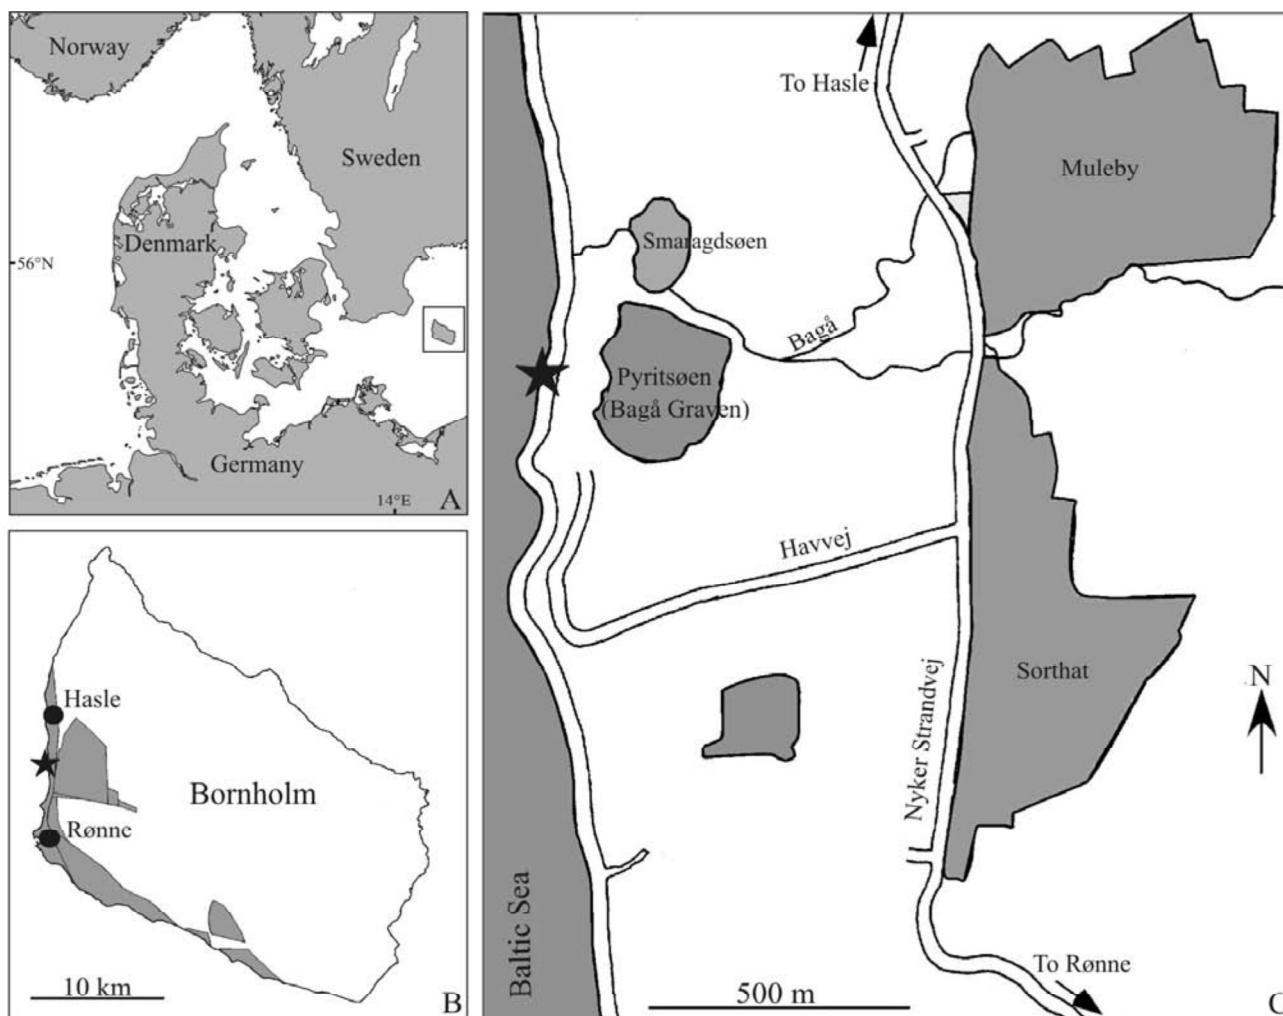 Norway
Sweden
Denmark
56°N
Germany
14°E
A
Hasle
Bornholm
Rønne
10 km
B
To Hasle
Muleby
Smaragdsøen
Bagå
Pyritsøen
(Bagå Graven)
Havvej
Sorthat
Nyker Strandvej
N
Baltic Sea
To Rønne
500 m
C